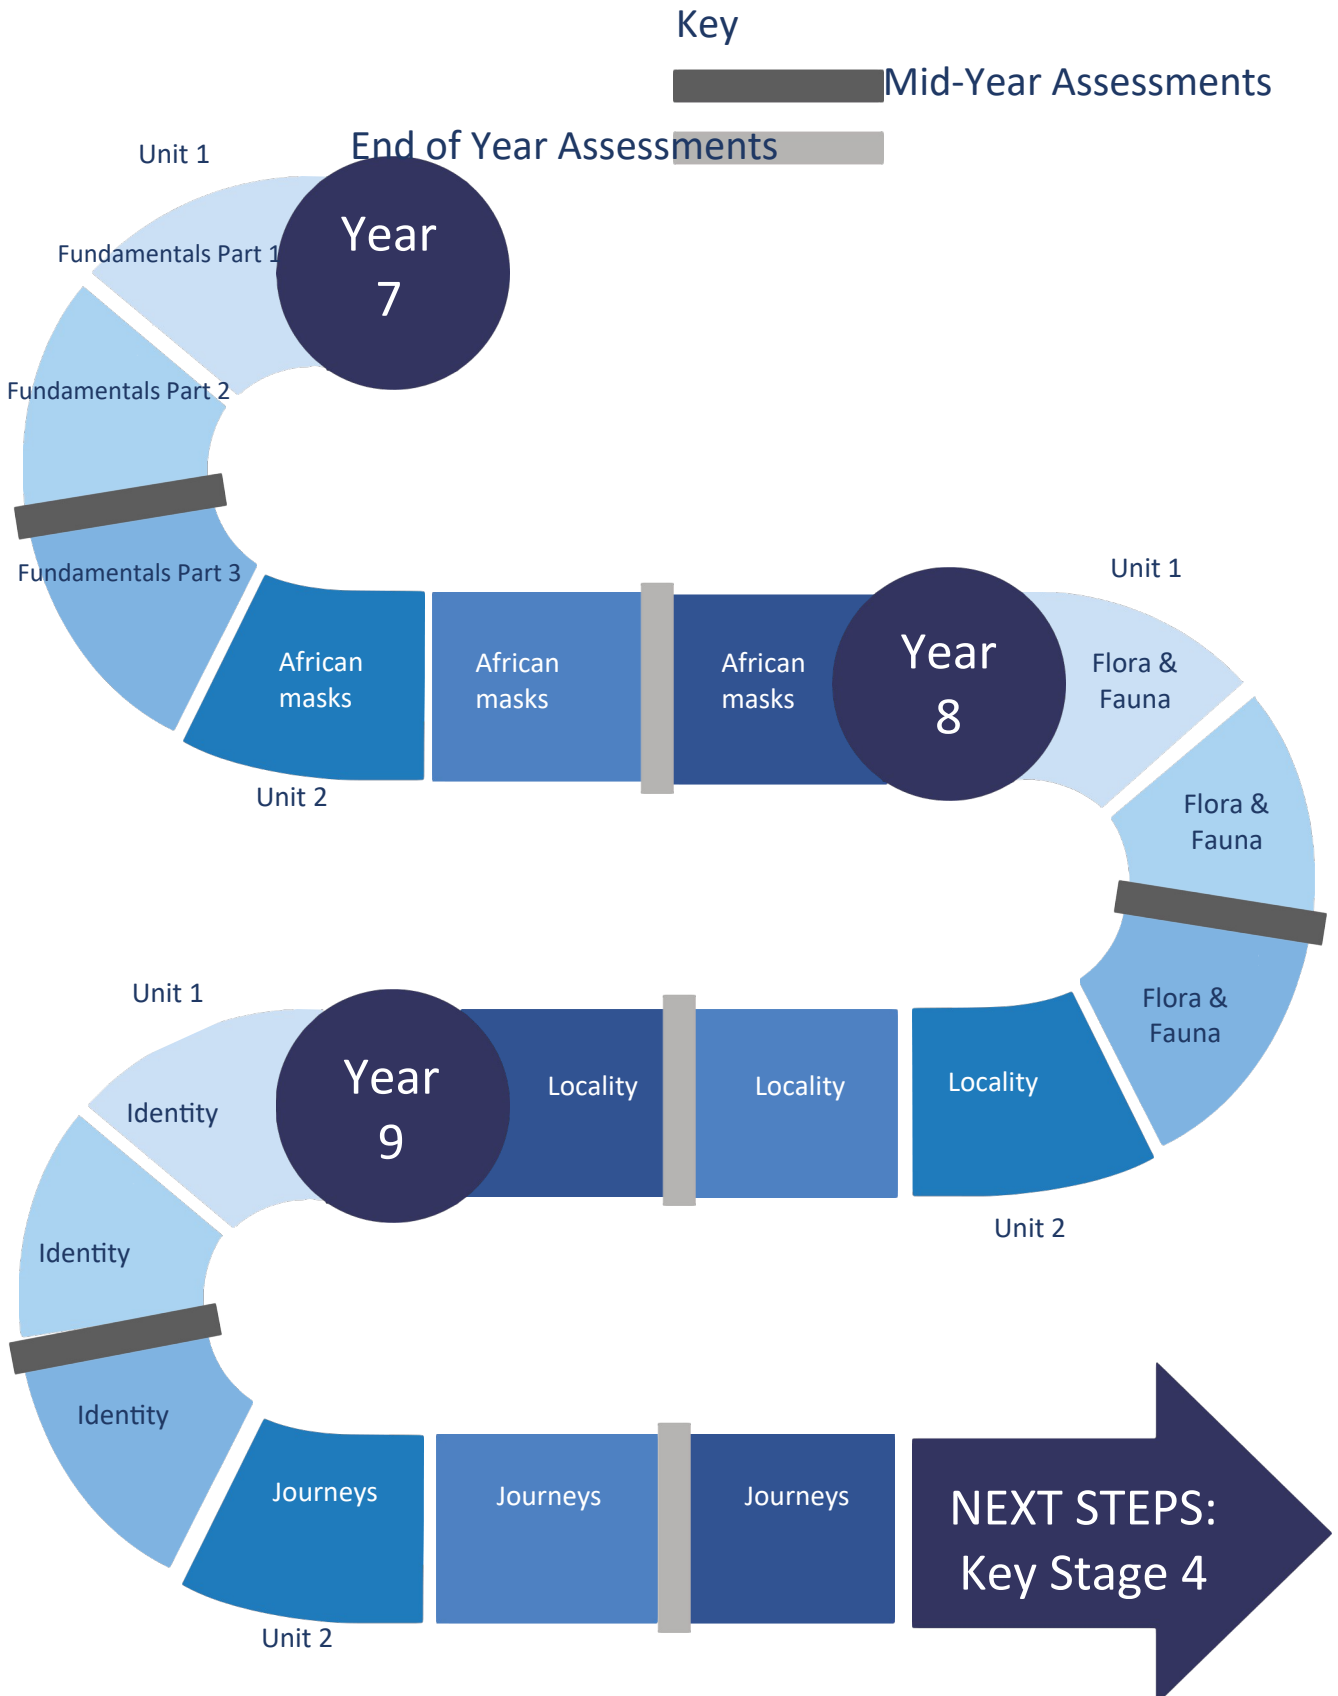 Key
Mid-Year Assessments
End of Year Assessments
Unit 1
Year
7
Fundamentals Part 1
Fundamentals Part 2
Fundamentals Part 3
African
masks
Unit 2
African
masks
African
masks
Year
8
Unit 1
Flora &
Fauna
Flora &
Fauna
Flora &
Fauna
Locality
Unit 2
Locality
Locality
Year
9
Unit 1
Identity
Identity
Identity
Journeys
Unit 2
Journeys
Journeys
NEXT STEPS:
Key Stage 4